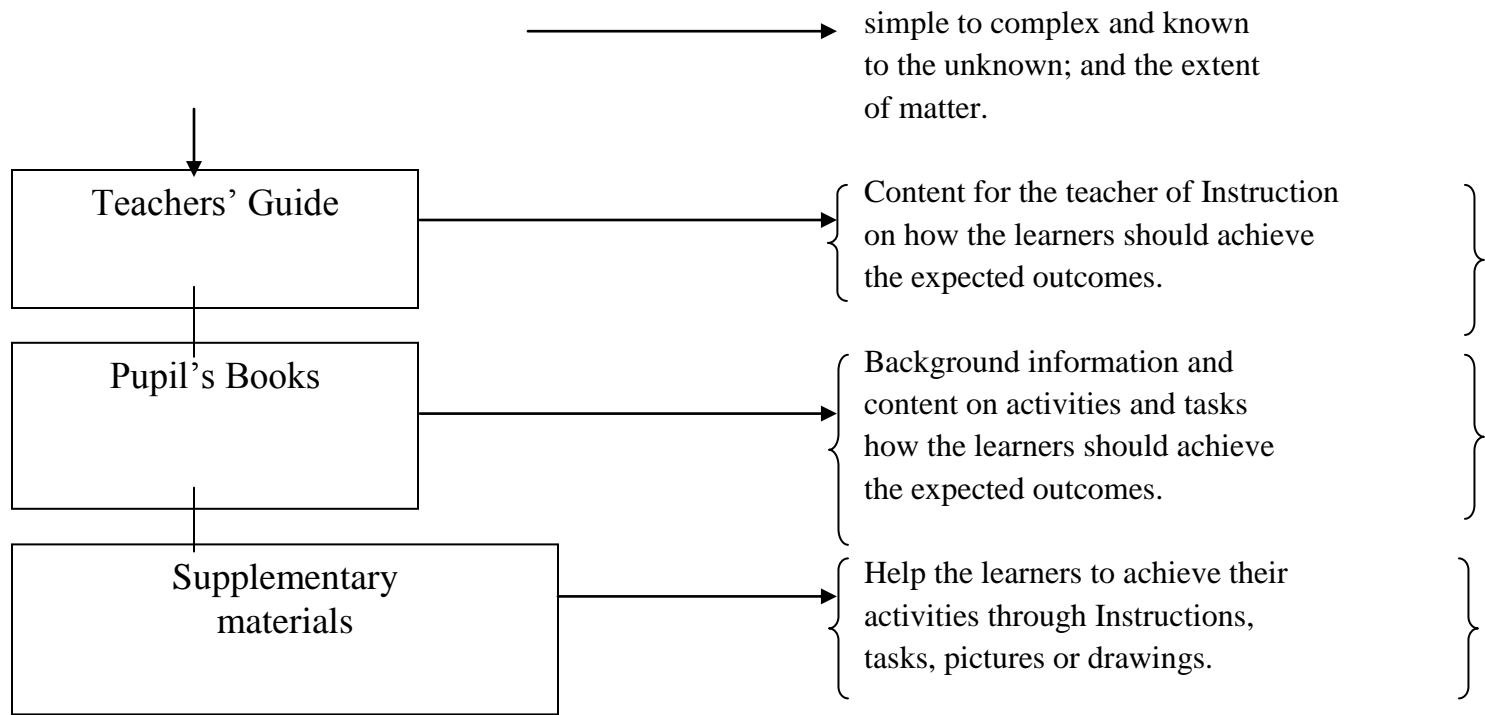 simple to complex and known
to the unknown; and the extent
of matter.
Teachers’ Guide
Content for the teacher of Instruction
on how the learners should achieve
the expected outcomes.
Pupil’s Books
Background information and
content on activities and tasks
how the learners should achieve
the expected outcomes.
Supplementary
materials
Help the learners to achieve their
activities through Instructions,
tasks, pictures or drawings.